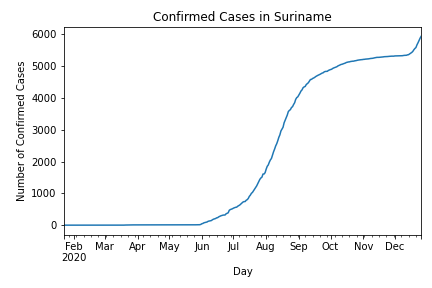 Confirmed Cases in Suriname
Number of Confirmed Cases
6000
5000
4000
3000
2000
1000
0
Feb Mar Apr May Jun Jul Aug Sep Oct Nov Dec
2020
Day